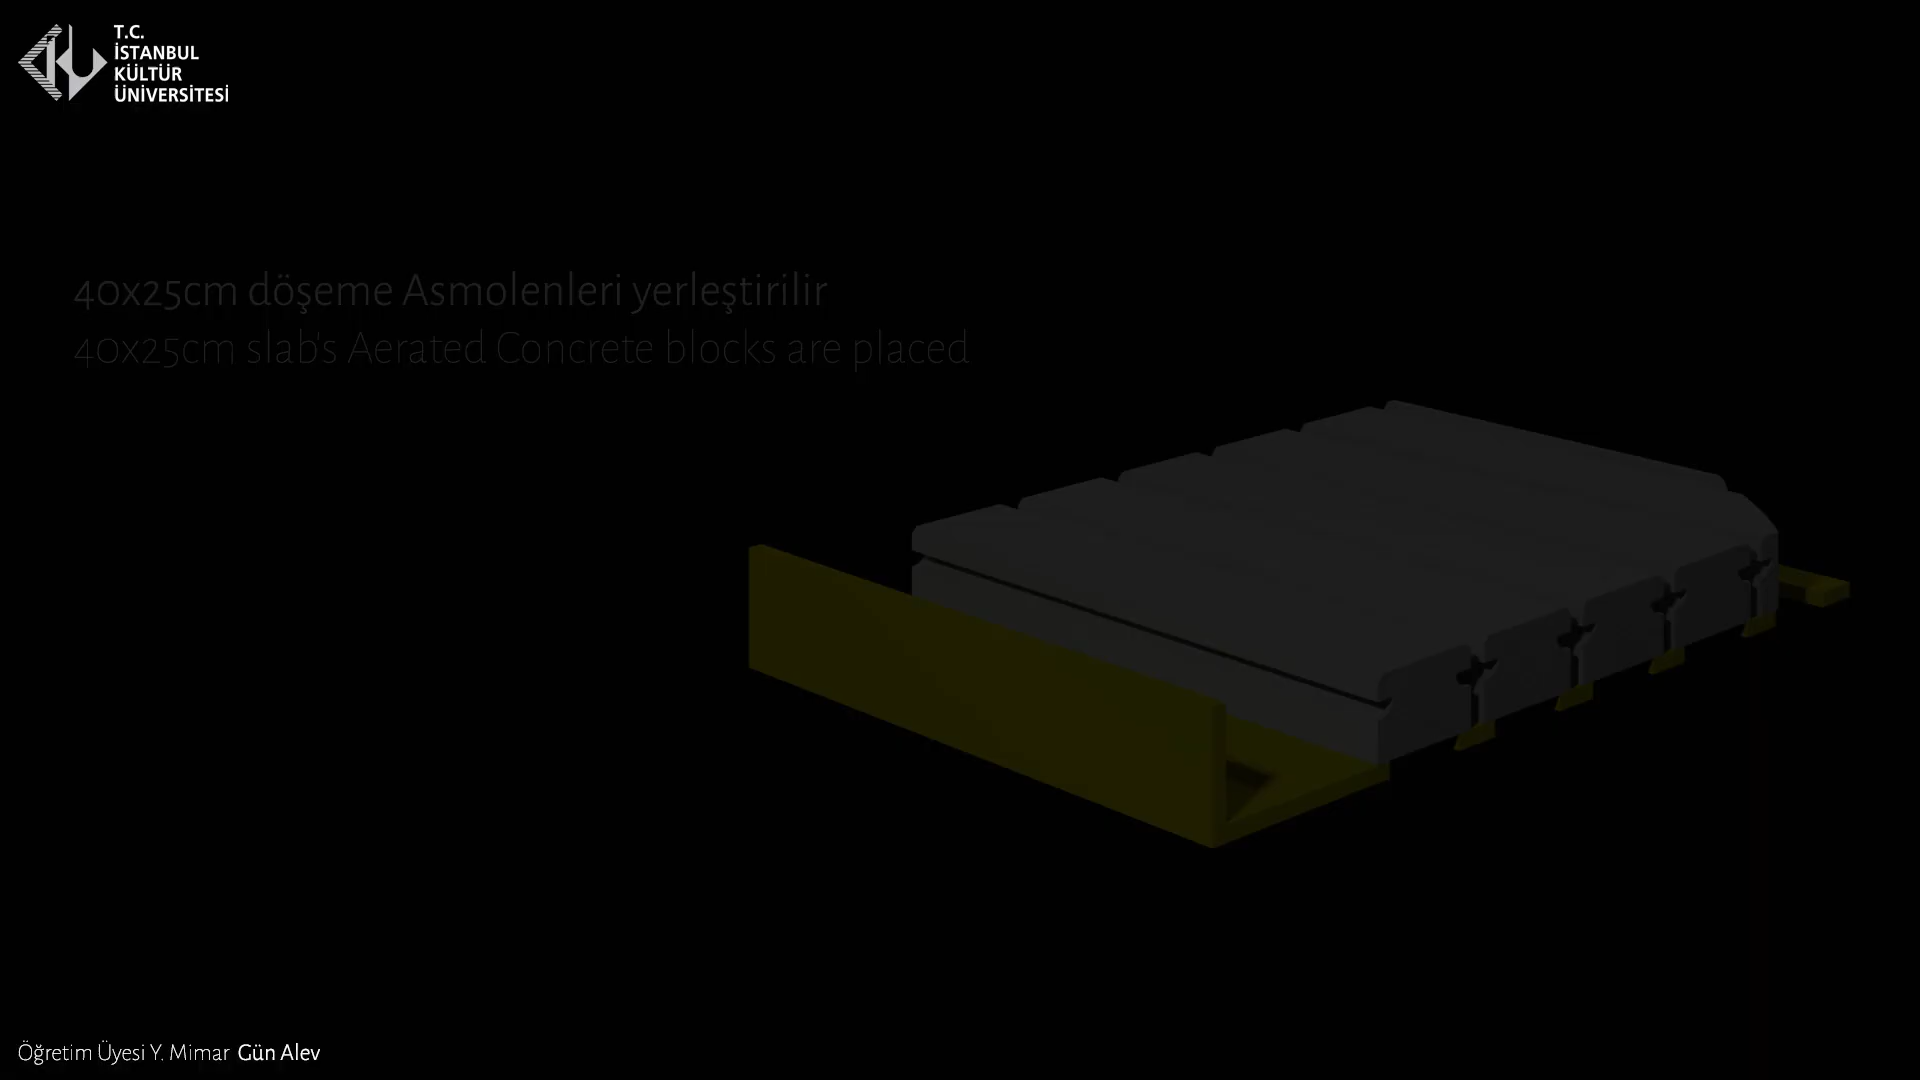 T.C.
İSTANBUL
KÜLTÜR
ÜNİVERSİTESİ
40x25cm döşeme Asmolenleri yerleştirilir
40x25cm slab's Aerated Concrete blocks are placed
Öğretim Üyesi Y. Mimar Gün Alev